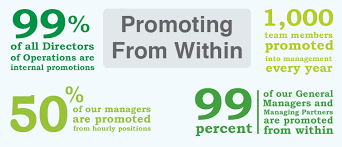 99%
of all Directors
of Operations are
internal promotions
Promoting
From Within
1,000
team members
promoted
into management
every year
50%
of our managers
are promoted
from hourly positions
99
percent
of our General
Managers and
Managing Partners
are promoted
from within